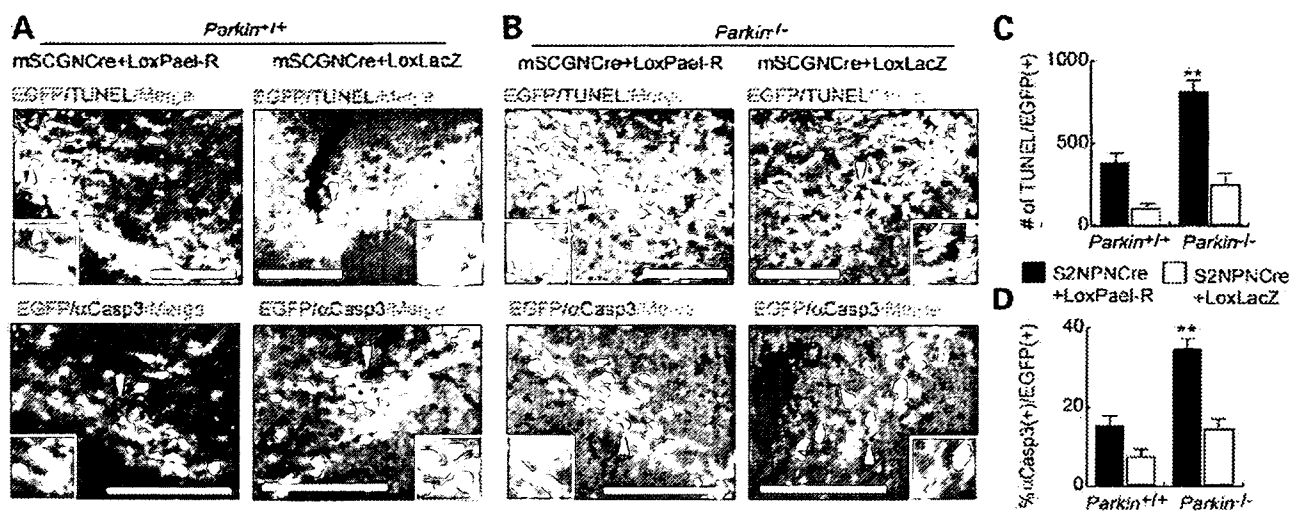 A
Parkin+/+
mSCGNCre+LoxPael-R
mSCGNCre+LoxLacZ
EGFP/TUNEL/Merge
EGFP/TUNEL/Merge
EGFP/αCasp3/Merge
EGFP/αCasp3/Merge
B
Parkin-/-
mSCGNCre+LoxPael-R
mSCGNCre+LoxLacZ
EGFP/TUNEL/Merge
EGFP/TUNEL/
EGFP/αCasp3/Merge
EGFP/αCasp3/Merge
C
# of TUNEL/EGFP(+)
1000
500
0
**
Parkin+/+
Parkin-/-
S2NPNCre
+LoxPael-R
S2NPNCre
+LoxLacZ
D
% αCasp3(+)/EGFP(+)
40
20
0
**
Parkin+/+
Parkin-/-